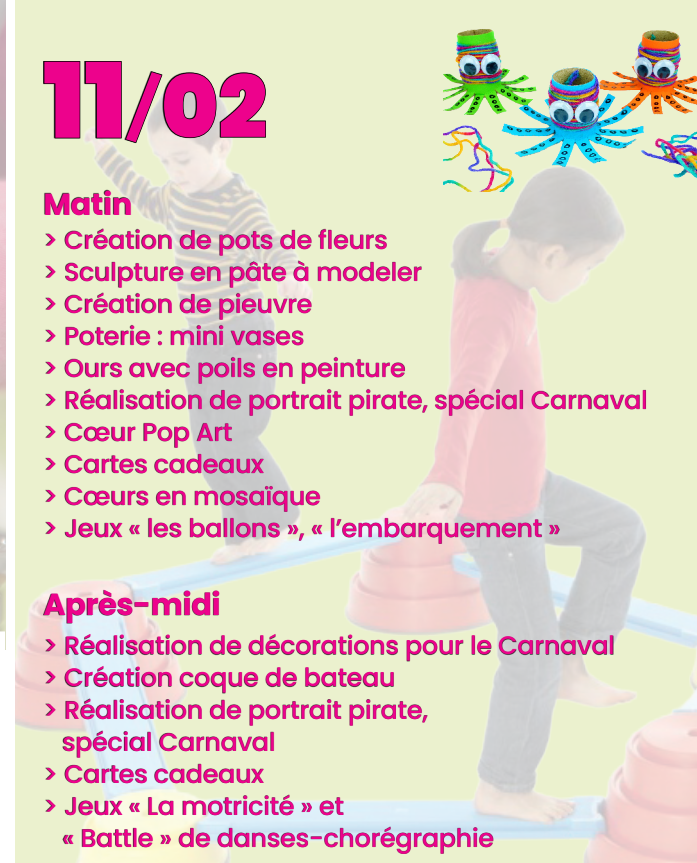 11/02
Matin
> Création de pots de fleurs
> Sculpture en pâte à modeler
> Création de pieuvre
> Poterie : mini vases
> Ours avec poils en peinture
> Réalisation de portrait pirate, spécial Carnaval
> Cœur Pop Art
> Cartes cadeaux
> Cœurs en mosaïque
> Jeux « les ballons », « l’embarquement »
Après-midi
> Réalisation de décorations pour le Carnaval
> Création coque de bateau
> Réalisation de portrait pirate,
spécial Carnaval
> Cartes cadeaux
> Jeux « La motricité » et
« Battle » de danses-chorégraphie